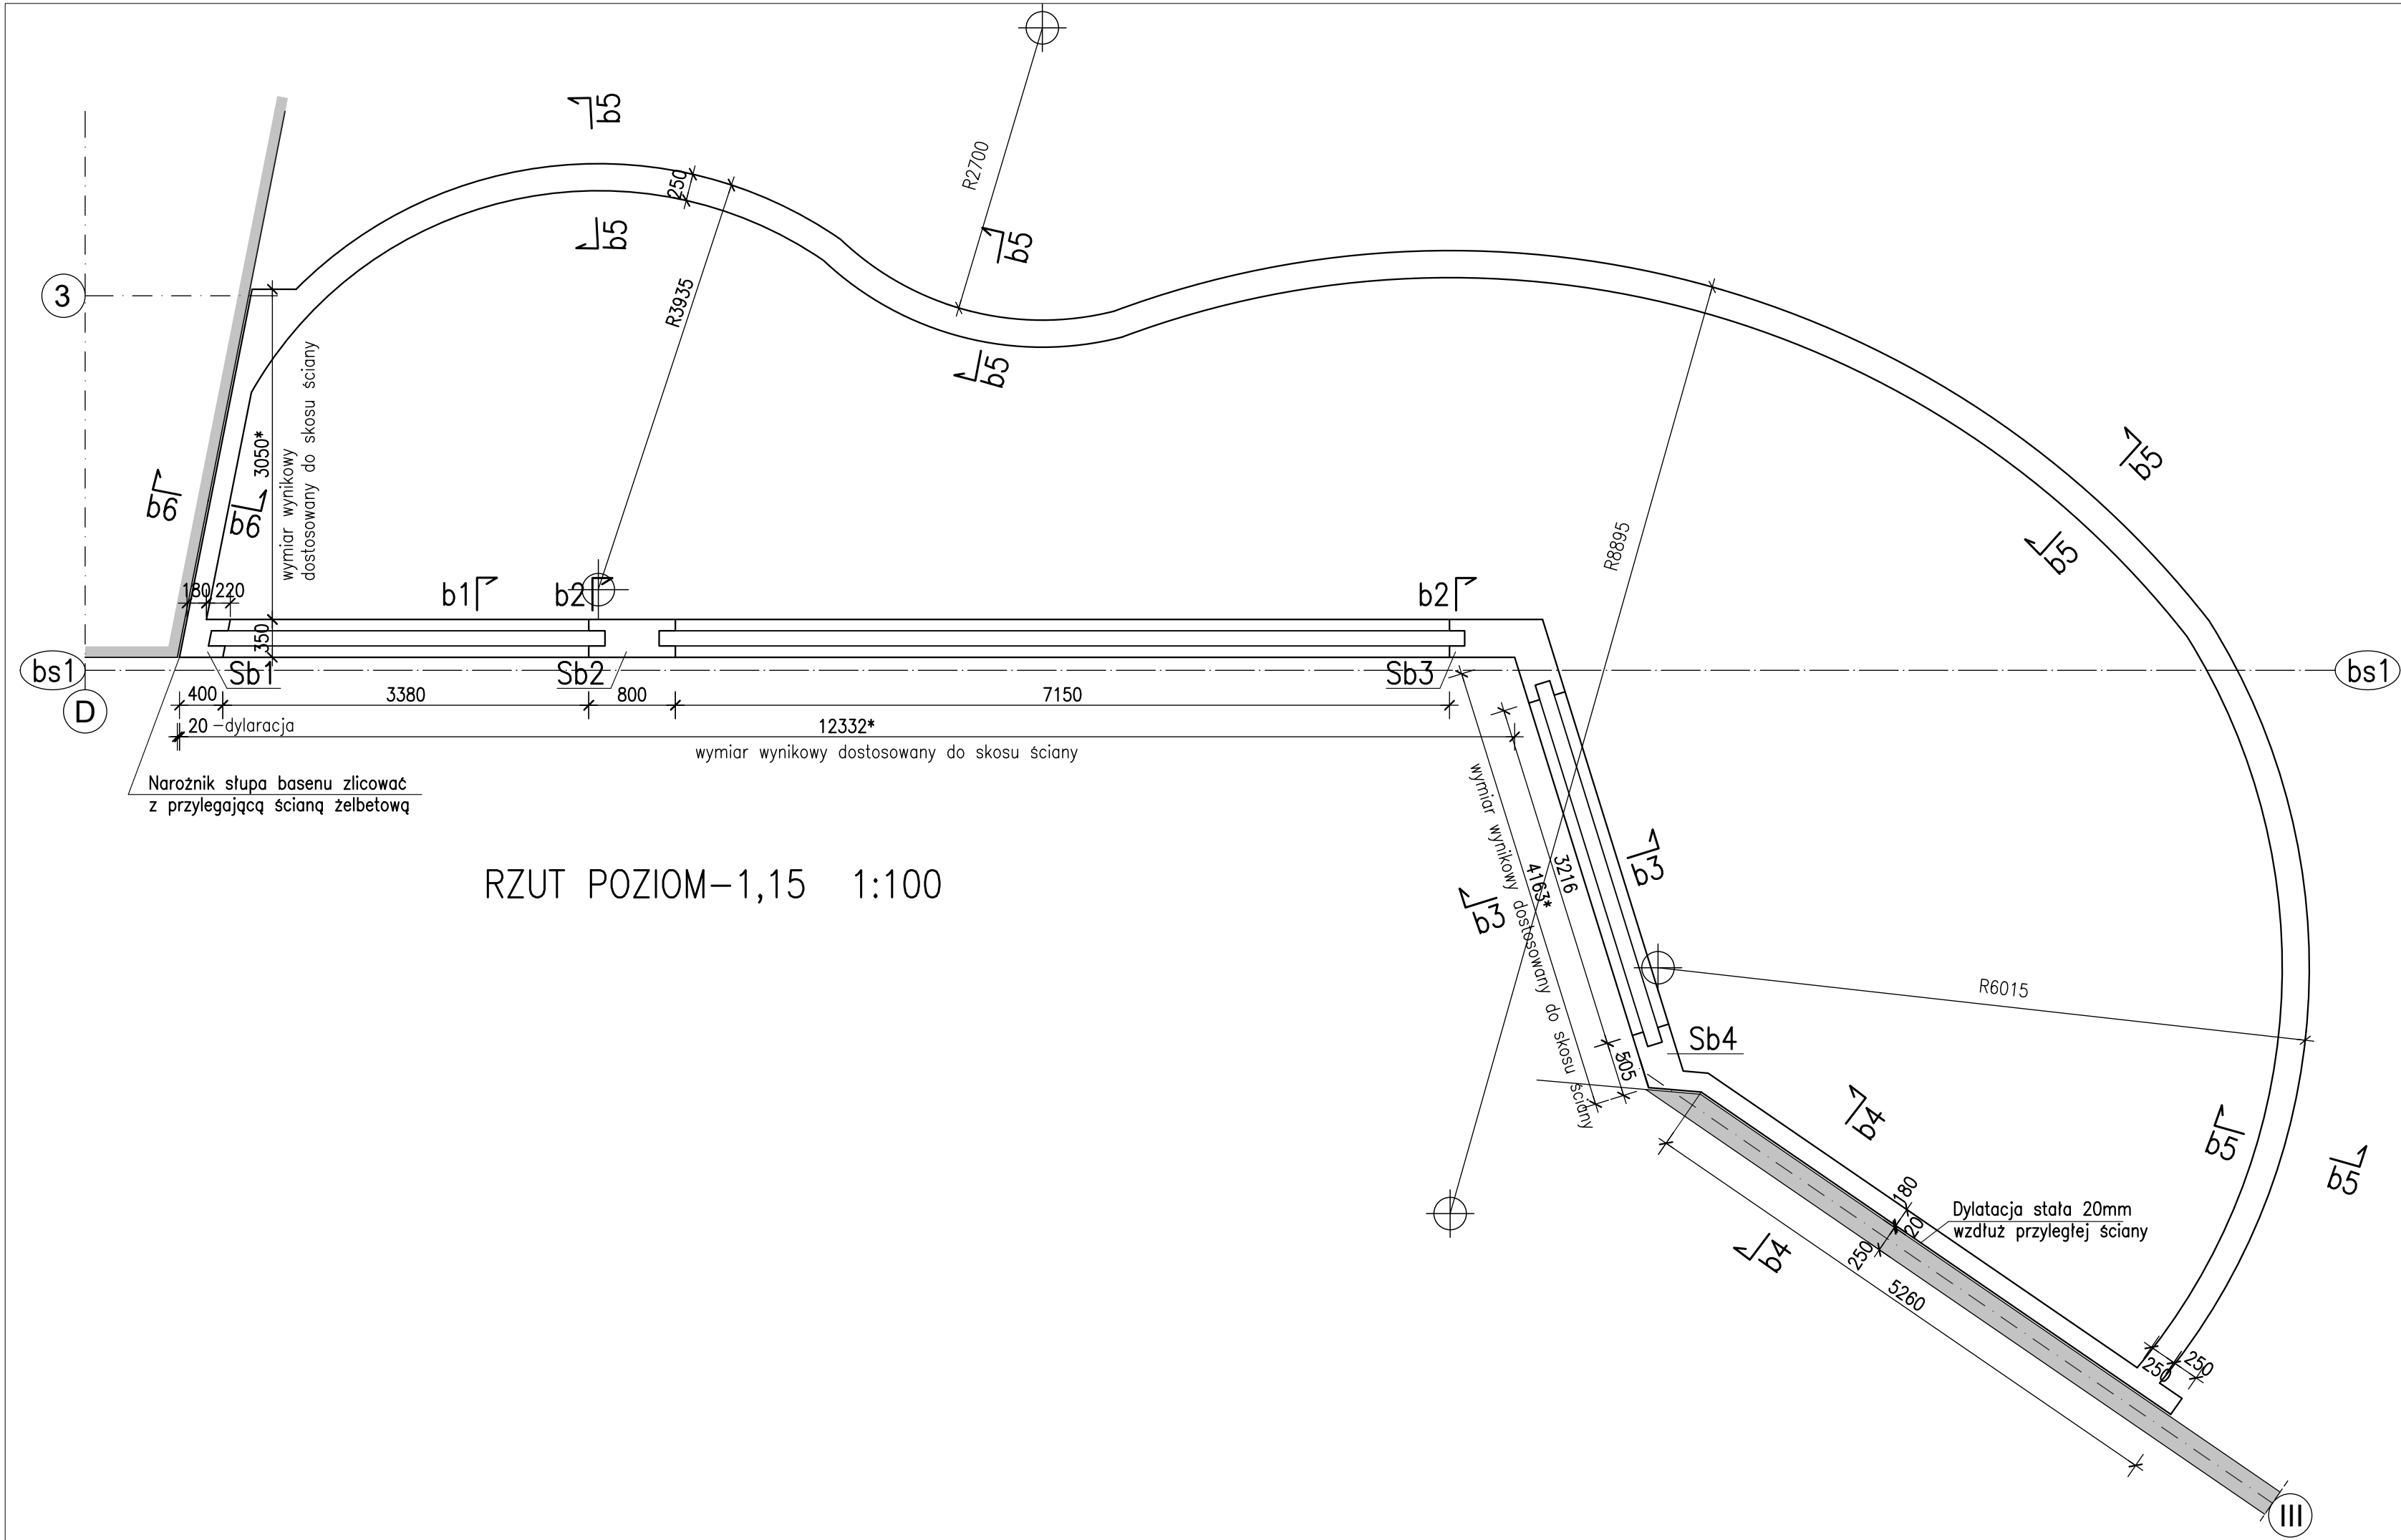 b5
250
R2700
b5
b5
R3935
3
b5
wymiar wynikowy
dostosowany do skosu ściany
3050*
b5
b5
b6
b6
R8895
b5
180
220
b1
b2
b2
350
bs1
Sb1
Sb2
Sb3
bs1
D
400
3380
800
7150
20 -dylaracja
12332*
wymiar wynikowy dostosowany do skosu ściany
Narożnik słupa basenu zlicować
z przylegającą ścianą żelbetową
RZUT POZIOM-1,15 1:100
wymiar wynikowy dostosowany do skosu ściany
4163*
3216
b3
b3
505
R6015
Sb4
b4
b5
b5
180
20
250
Dylatacja stała 20mm
wzdłuż przyległej ściany
b4
5260
250
250
III